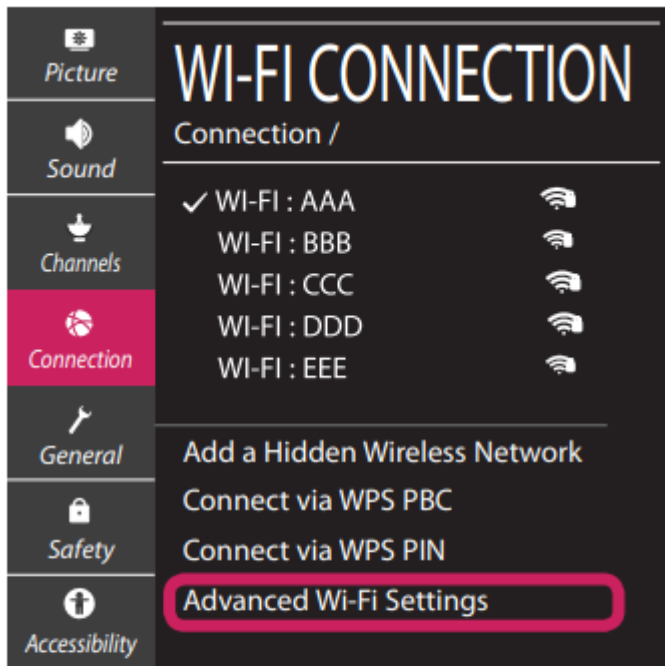 Picture
Sound
Channels
Connection
General
Safety
Accessibility
WI-FI CONNECTION
Connection /
✓ WI-FI : AAA
WI-FI : BBB
WI-FI : CCC
WI-FI : DDD
WI-FI : EEE
Add a Hidden Wireless Network
Connect via WPS PBC
Connect via WPS PIN
Advanced Wi-Fi Settings